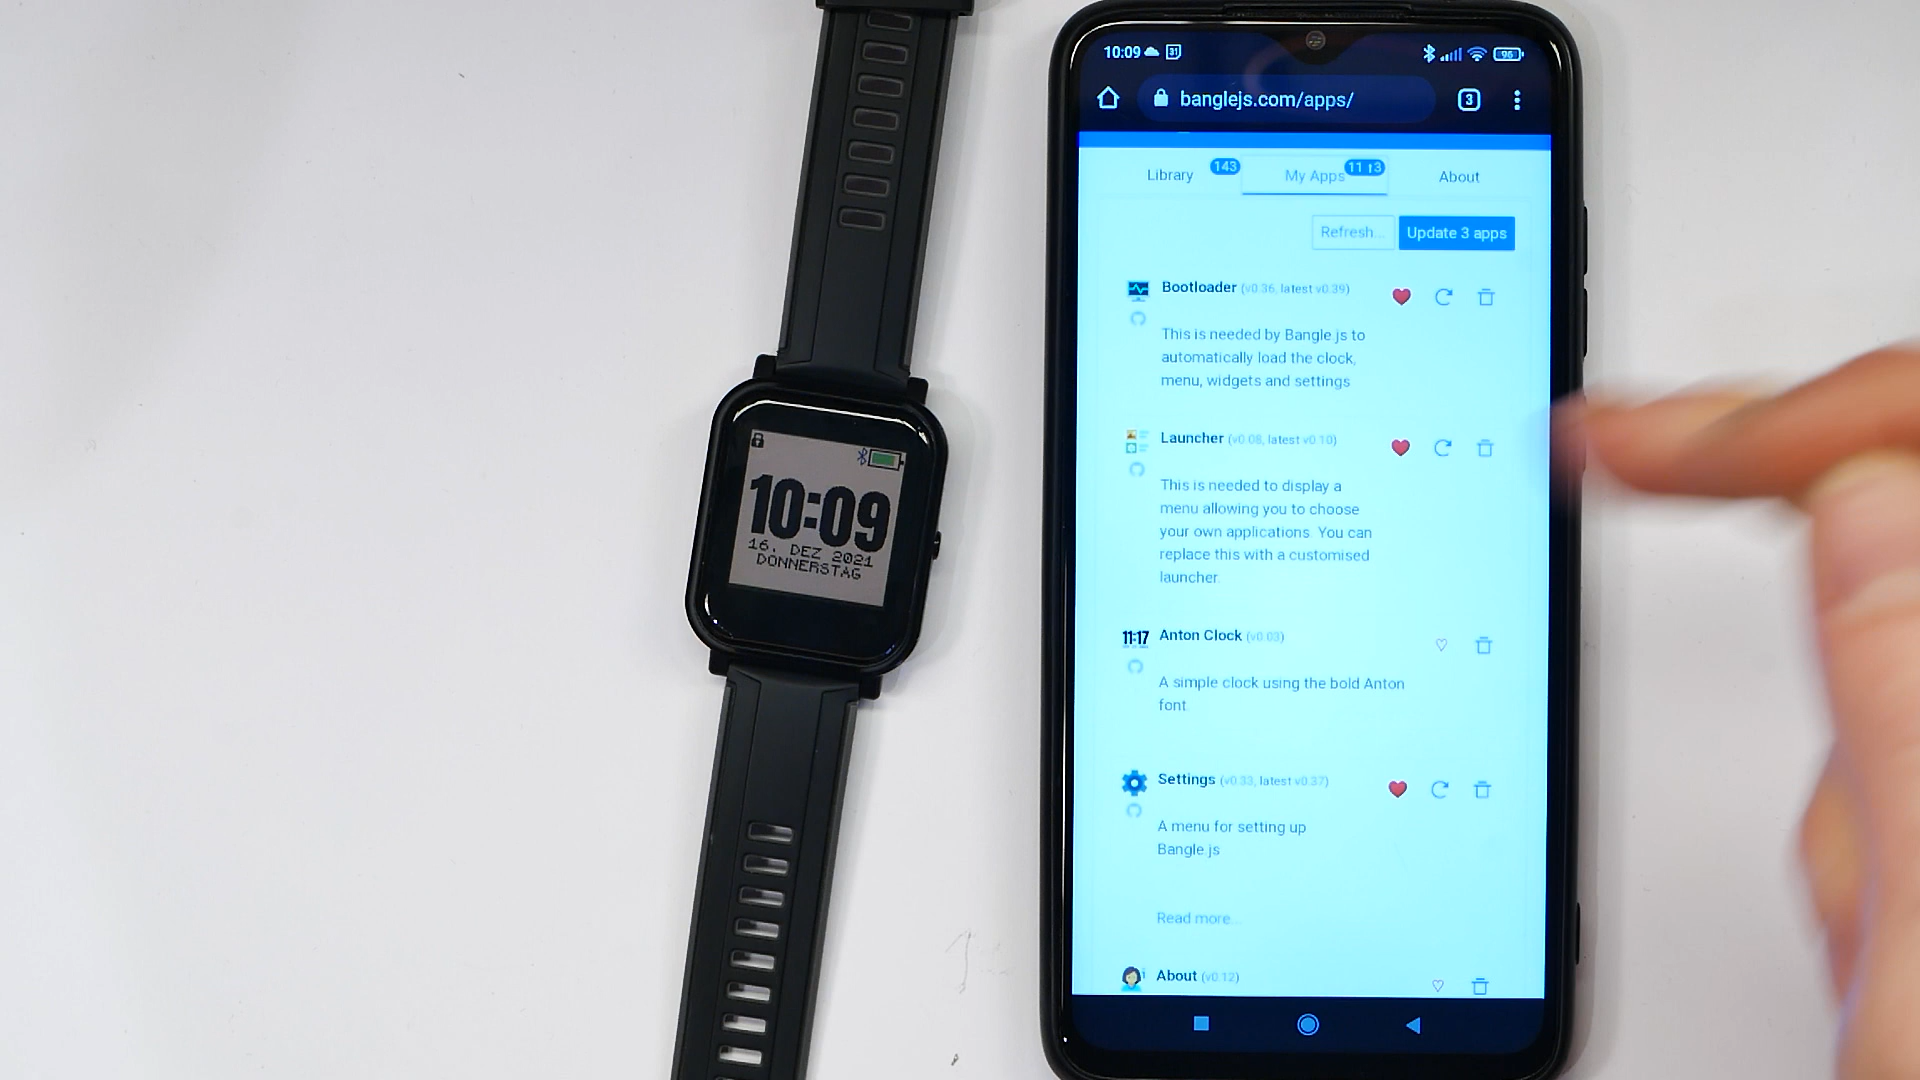 10:09
16. DEZ 2021
DONNERSTAG
10:09 31
96
banglejs.com/apps/ 3
Library 143 My Apps 11 ↑3 About
Refresh... Update 3 apps
Bootloader (v0.36, latest v0.39)
This is needed by Bangle.js to
automatically load the clock,
menu, widgets and settings
Launcher (v0.08, latest v0.10)
This is needed to display a
menu allowing you to choose
your own applications. You can
replace this with a customised
launcher.
11:17 Anton Clock (v0.03)
A simple clock using the bold Anton
font
Settings (v0.33, latest v0.37)
A menu for setting up
Bangle.js
Read more...
About (v0.12)